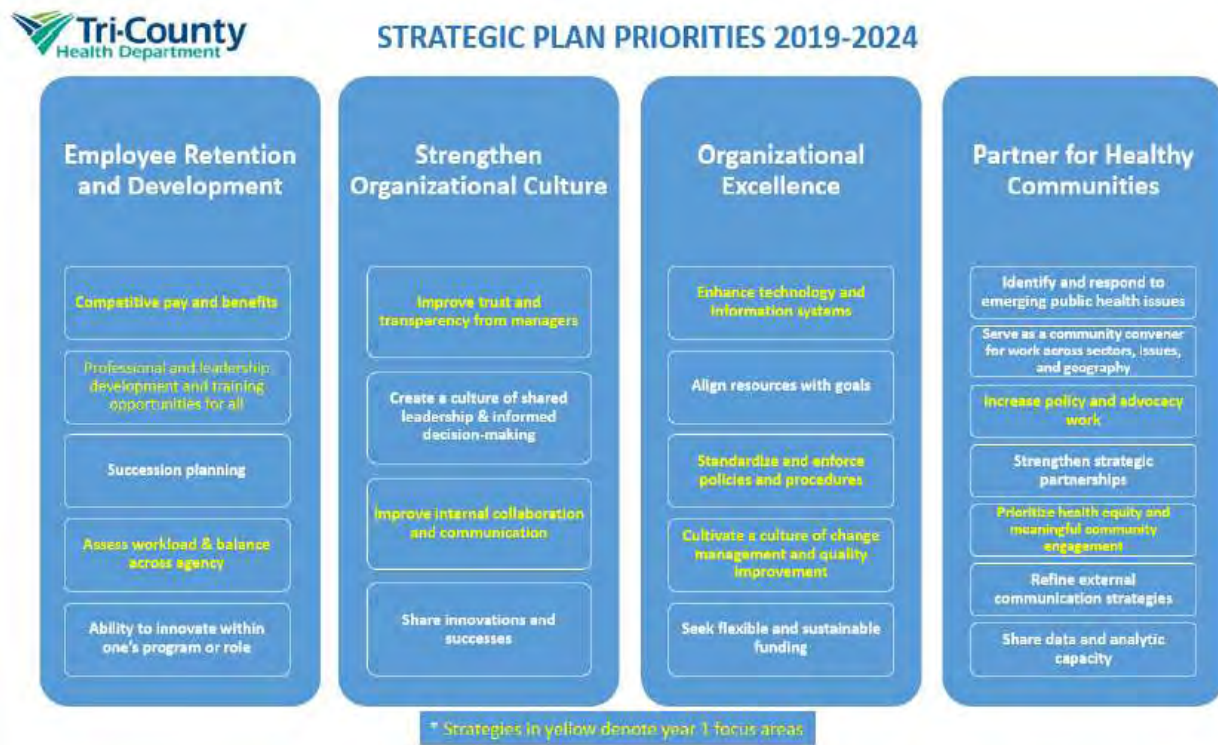 Tri-County
Health Department
STRATEGIC PLAN PRIORITIES 2019-2024
Employee Retention
and Development
Competitive pay and benefits
Professional and leadership
development and training
opportunities for all
Succession planning
Assess workload & balance
across agency
Ability to innovate within
one's program or role
Strengthen
Organizational Culture
Improve trust and
transparency from managers
Create a culture of shared
leadership & informed
decision-making
Improve internal collaboration
and communication
Share innovations and
successes
Organizational
Excellence
Enhance technology and
information systems
Align resources with goals
Standardize and enforce
policies and procedures
Cultivate a culture of change
management and quality
improvement
Seek flexible and sustainable
funding
Partner for Healthy
Communities
Identify and respond to
emerging public health issues
Serve as a community convener
for work across sectors, issues,
and geography
Increase policy and advocacy
work
Strengthen strategic
partnerships
Prioritize health equity and
meaningful community
engagement
Refine external
communication strategies
Share data and analytic
capacity
* Strategies in yellow denote year 1 focus areas